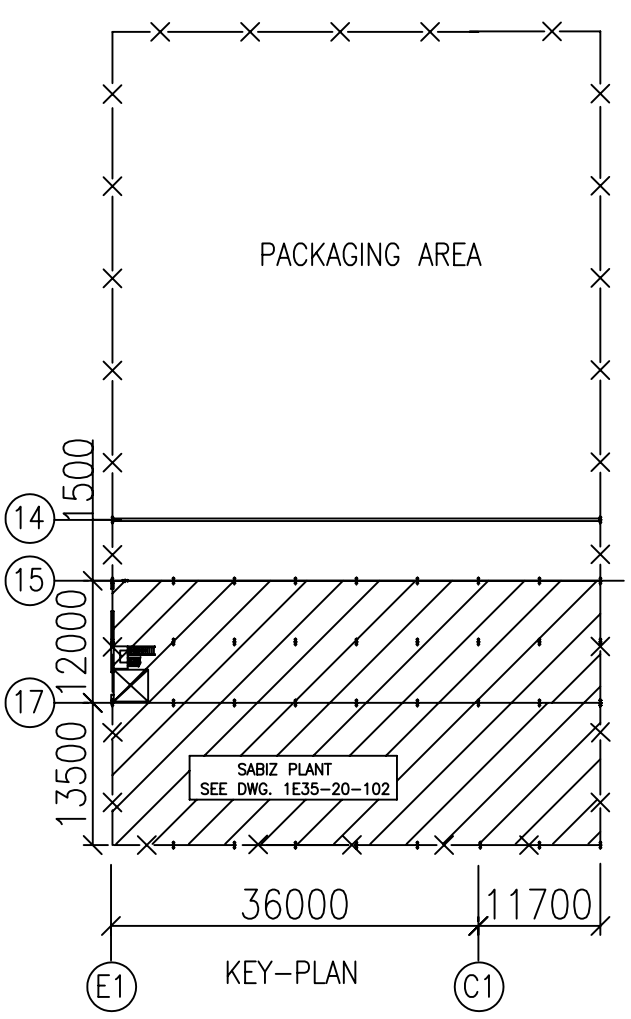 PACKAGING AREA
1500
14
15
12000
17
13500
SABIZ PLANT
SEE DWG. 1E35-20-102
36000
11700
KEY-PLAN
E1
C1